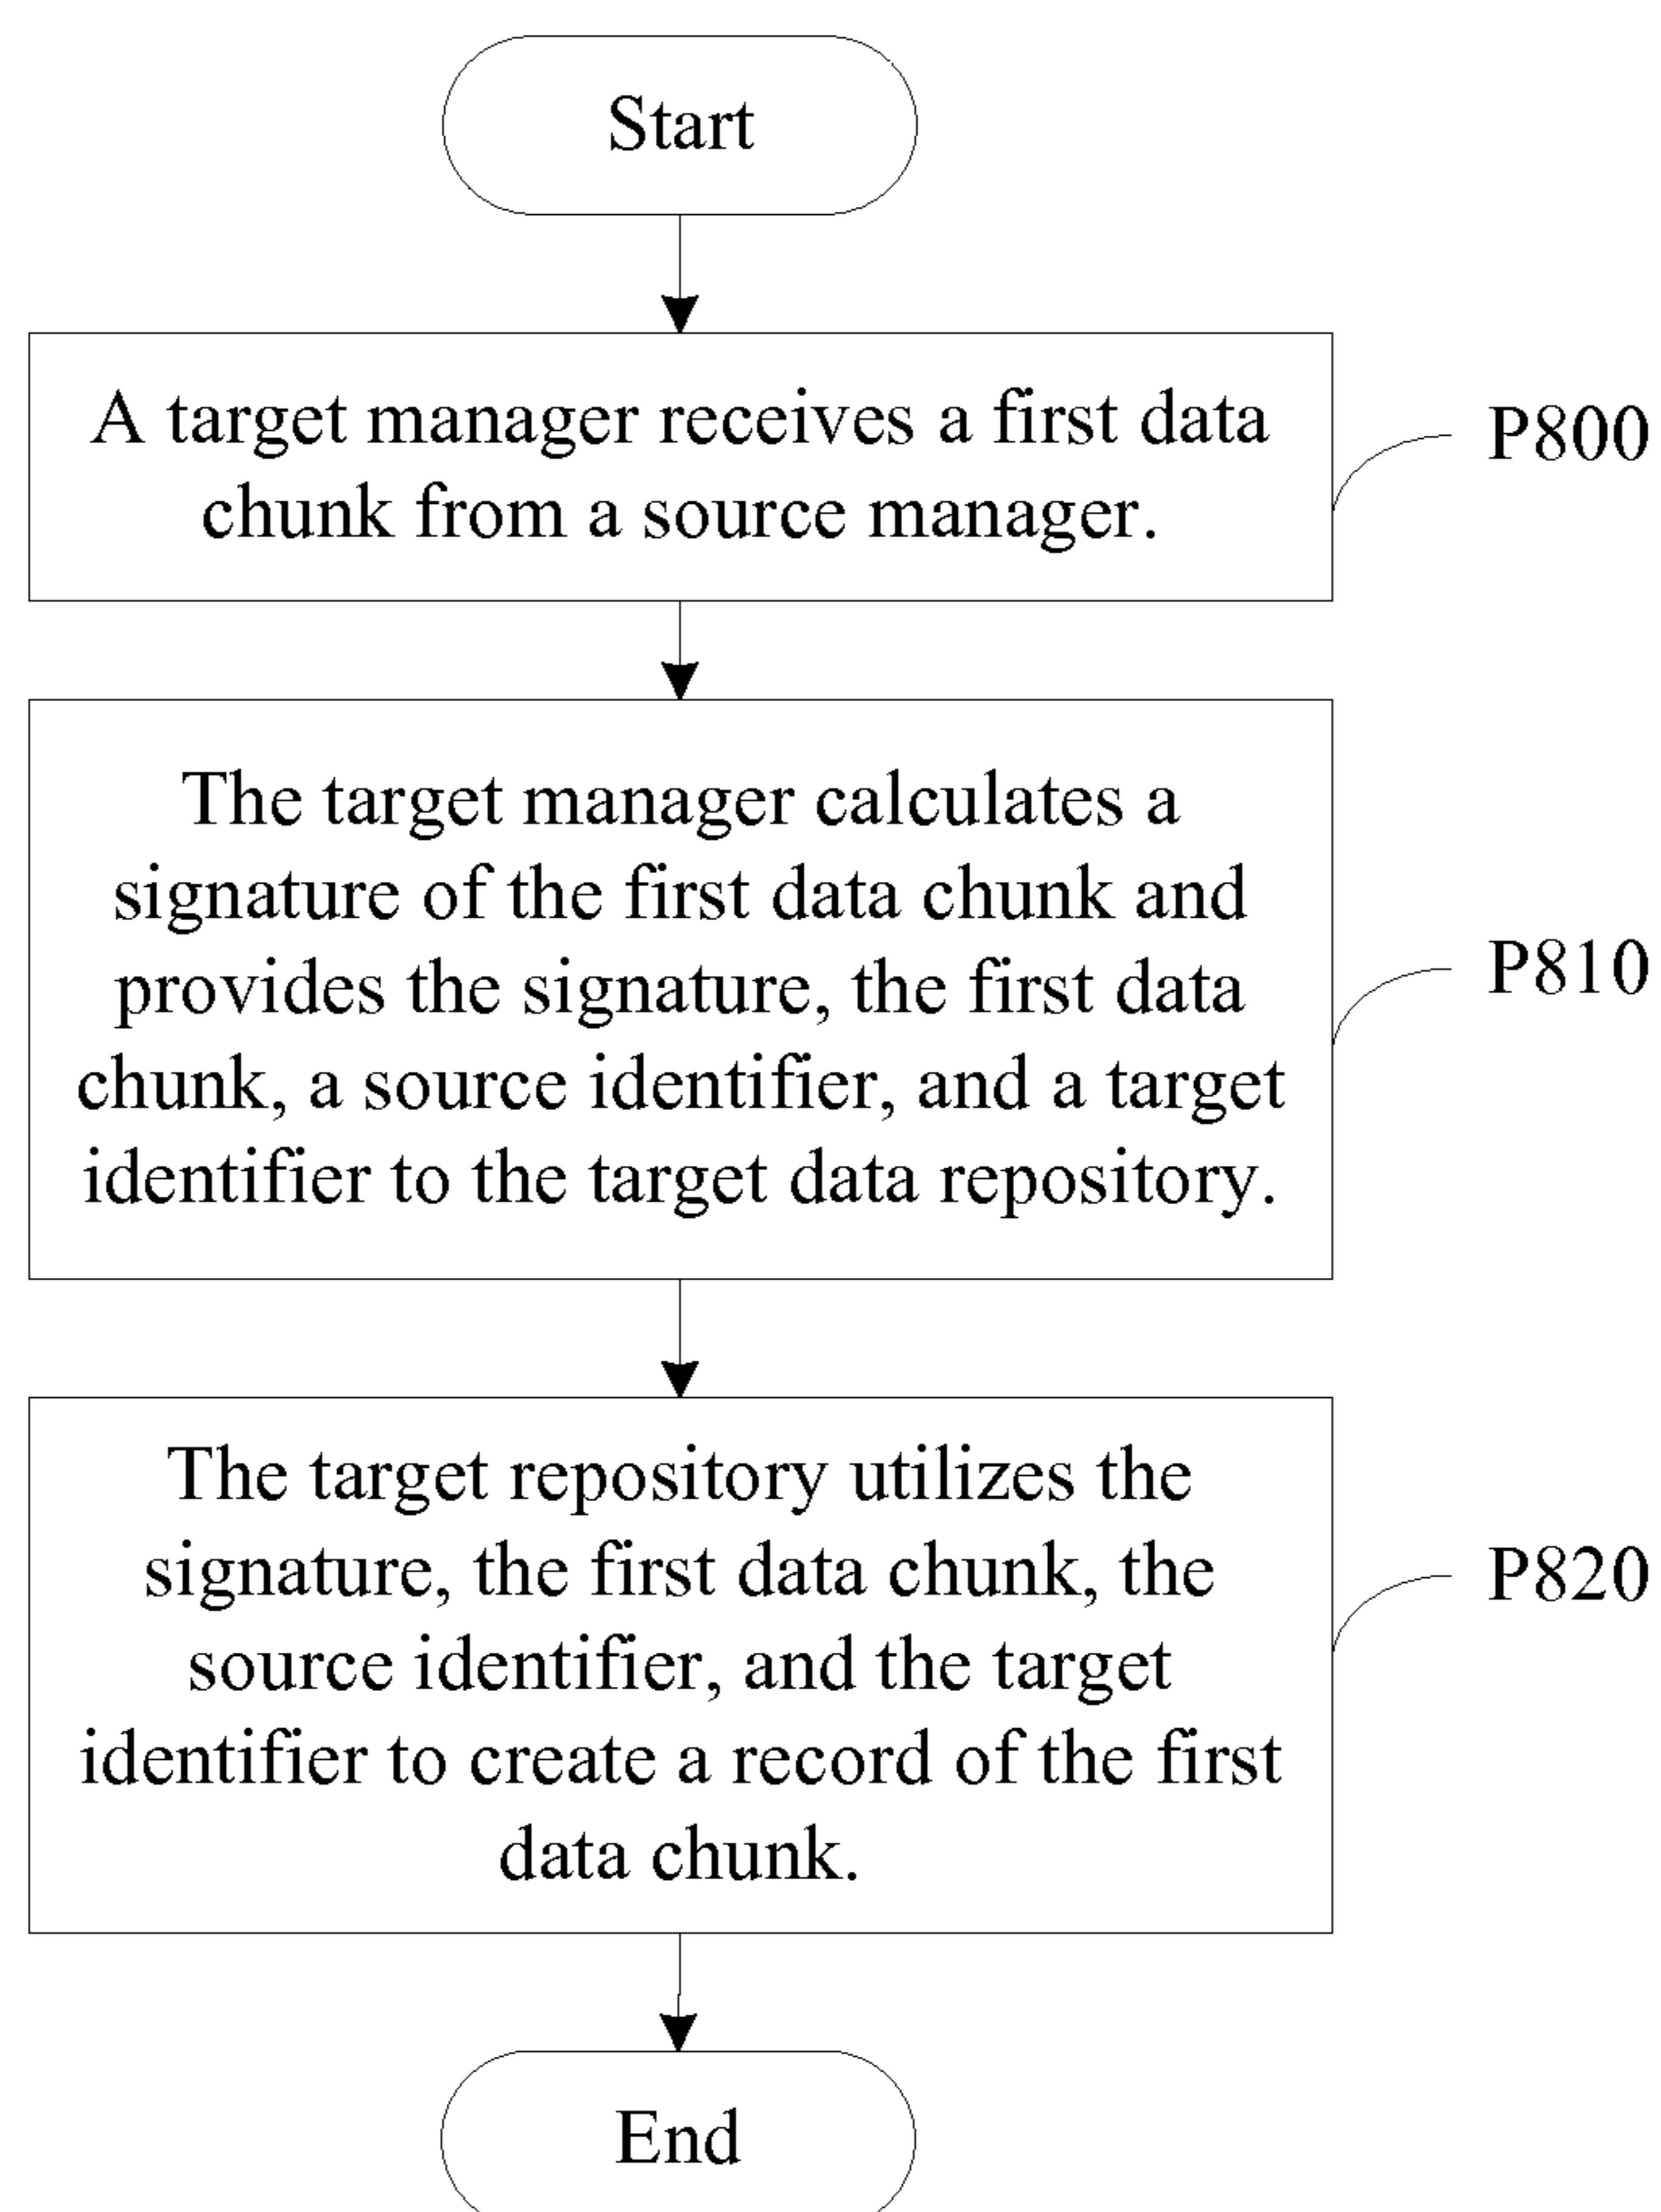 Start
A target manager receives a first data
chunk from a source manager.
P800
The target manager calculates a
signature of the first data chunk and
provides the signature, the first data
chunk, a source identifier, and a target
identifier to the target data repository.
P810
The target repository utilizes the
signature, the first data chunk, the
source identifier, and the target
identifier to create a record of the first
data chunk.
P820
End